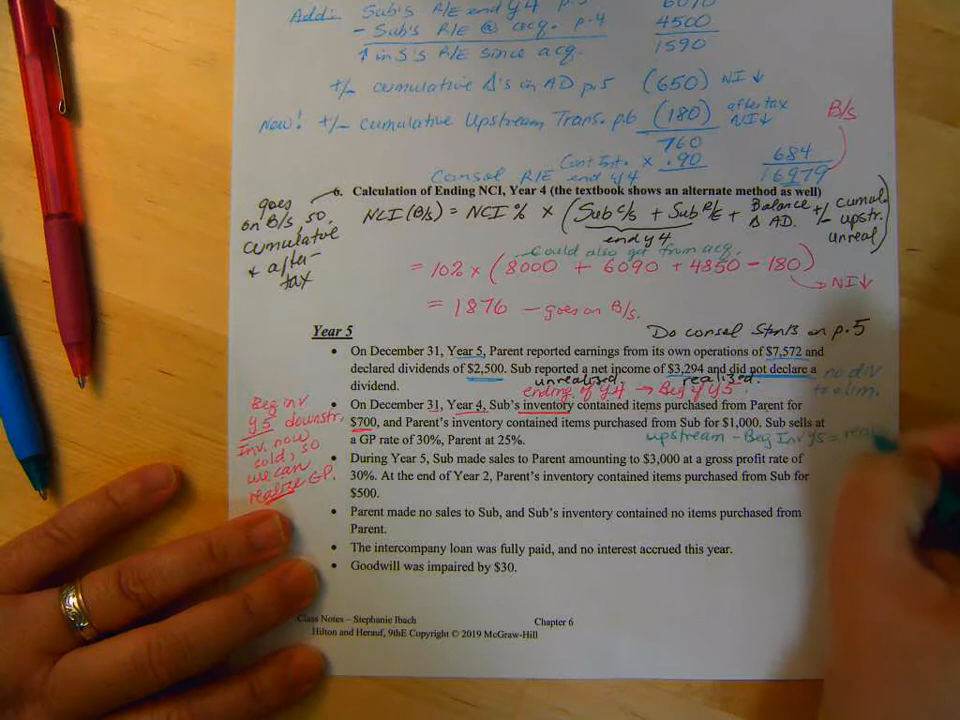 Add: Sub's R/E end y4 p.5 6090
- Sub's R/E @ acq. p.4 4500
↑ in S's R/E since acq. 1590
+/- cumulative Δ's in AD p.5 (650) NI↓
New! +/- Cumulative Upstream Trans. p.6 (180) after tax NI↓
B/S
760
Cont. Int. × .90 684
Consol R/E end y4 16979
6. Calculation of Ending NCI, Year 4 (the textbook shows an alternate method as well)
goes on B/S, so cumulative + after-tax
NCI (B/S) = NCI % × (Sub C/S + Sub R/E + Balance Δ AD. +/- Cumul. upstr. unreal)
end y4
Could also get from acq.
= 10% × (8000 + 6090 + 4850 - 180)
NI↓
= 1876 - goes on B/S.
Year 5
Do consol Stmts on p.5
• On December 31, Year 5, Parent reported earnings from its own operations of $7,572 and
declared dividends of $2,500. Sub reported a net income of $3,294 and did not declare a
dividend.
no div to elim.
unrealized. realized.
ending of Y4 → Beg of Y5
• On December 31, Year 4, Sub's inventory contained items purchased from Parent for
$700, and Parent's inventory contained items purchased from Sub for $1,000. Sub sells at
a GP rate of 30%, Parent at 25%.
upstream - Beg Inv Y5 =
Beg inv
Y5 downstr.
Inv. now
sold, so
we can
realize GP.
• During Year 5, Sub made sales to Parent amounting to $3,000 at a gross profit rate of
30%. At the end of Year 2, Parent's inventory contained items purchased from Sub for
$500.
• Parent made no sales to Sub, and Sub's inventory contained no items purchased from
Parent.
• The intercompany loan was fully paid, and no interest accrued this year.
• Goodwill was impaired by $30.
Class Notes – Stephanie Ibach Chapter 6
Hilton and Herauf, 9thE Copyright © 2019 McGraw-Hill